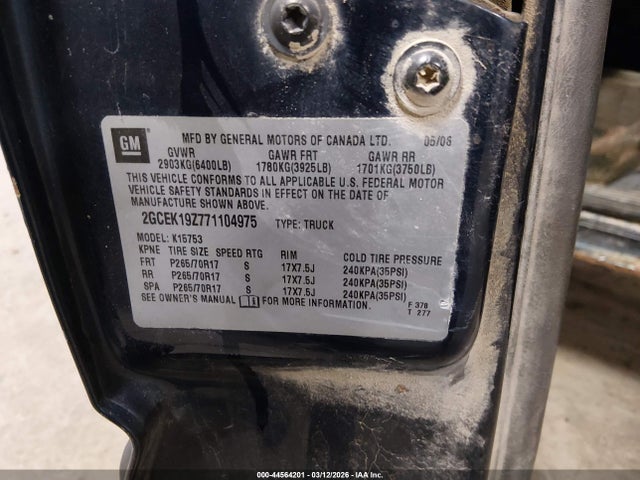 GM
MFD BY GENERAL MOTORS OF CANADA LTD. 05/06
GVWR GAWR FRT GAWR RR
2903KG(6400LB) 1780KG(3925LB) 1701KG(3750LB)
THIS VEHICLE CONFORMS TO ALL APPLICABLE U.S. FEDERAL MOTOR
VEHICLE SAFETY STANDARDS IN EFFECT ON THE DATE OF
MANUFACTURE SHOWN ABOVE.
2GCEK19Z771104975 TYPE: TRUCK
MODEL: K15753
KPNE TIRE SIZE SPEED RTG RIM COLD TIRE PRESSURE
FRT P265/70R17 S 17X7.5J 240KPA(35PSI)
RR P265/70R17 S 17X7.5J 240KPA(35PSI)
SPA P265/70R17 S 17X7.5J 240KPA(35PSI)
SEE OWNER'S MANUAL FOR MORE INFORMATION. F 378
T 277
000-44564201 - 03/12/2026 - IAAI.COM